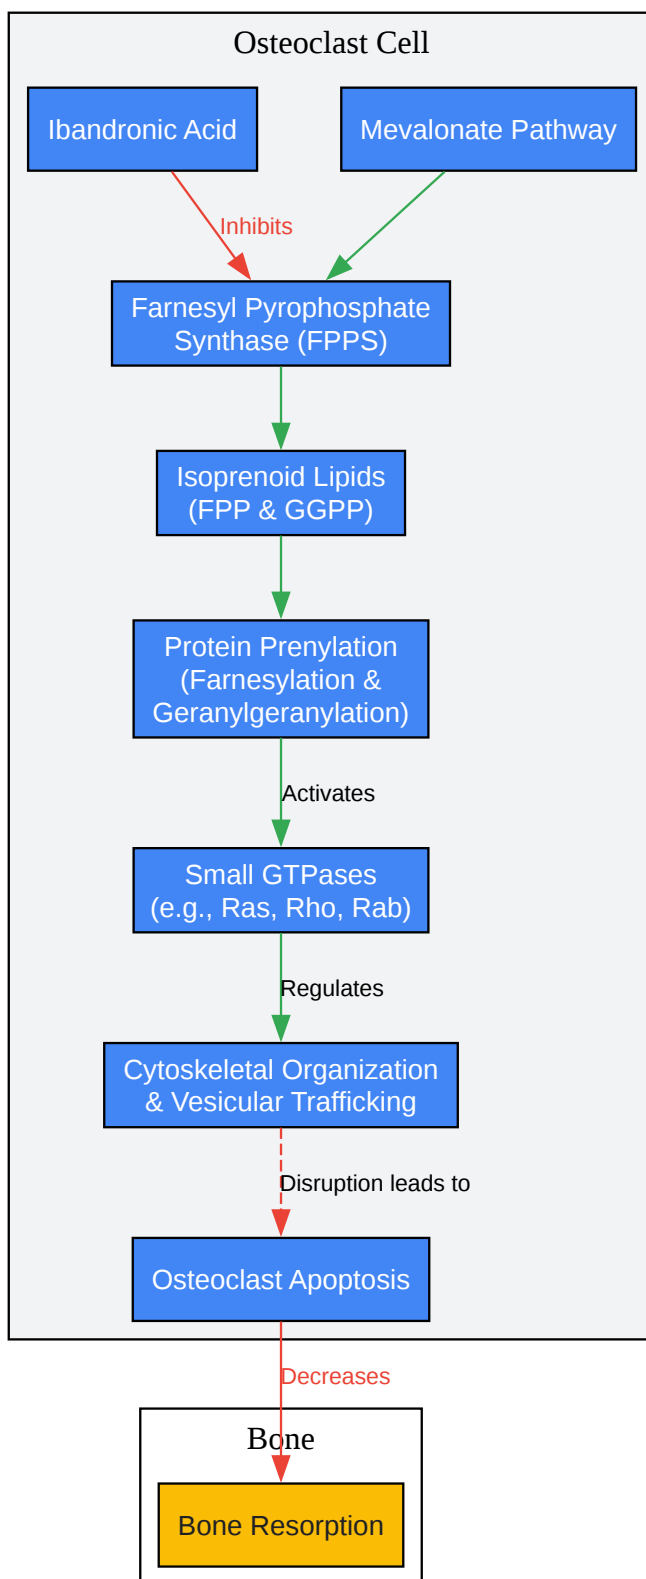 Osteoclast Cell
Ibandronic Acid
Mevalonate Pathway
Inhibits
Farnesyl Pyrophosphate
Synthase (FPPS)
Isoprenoid Lipids
(FPP & GGPP)
Protein Prenylation
(Farnesylation &
Geranylgeranylation)
Activates
Small GTPases
(e.g., Ras, Rho, Rab)
Regulates
Cytoskeletal Organization
& Vesicular Trafficking
Disruption leads to
Osteoclast Apoptosis
Decreases
Bone
Bone Resorption